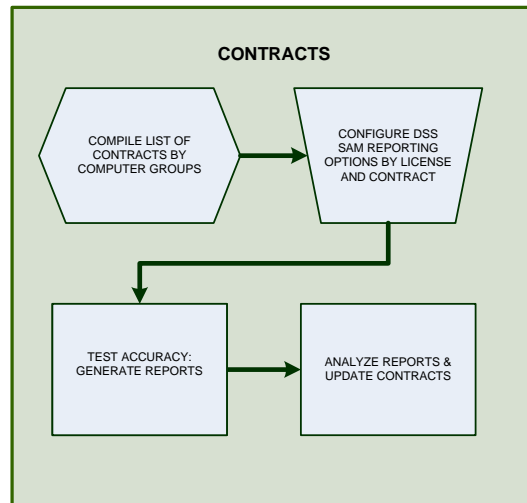 CONTRACTS
COMPILE LIST OF
CONTRACTS BY
COMPUTER GROUPS
CONFIGURE DSS
SAM REPORTING
OPTIONS BY LICENSE
AND CONTRACT
TEST ACCURACY:
GENERATE REPORTS
ANALYZE REPORTS &
UPDATE CONTRACTS